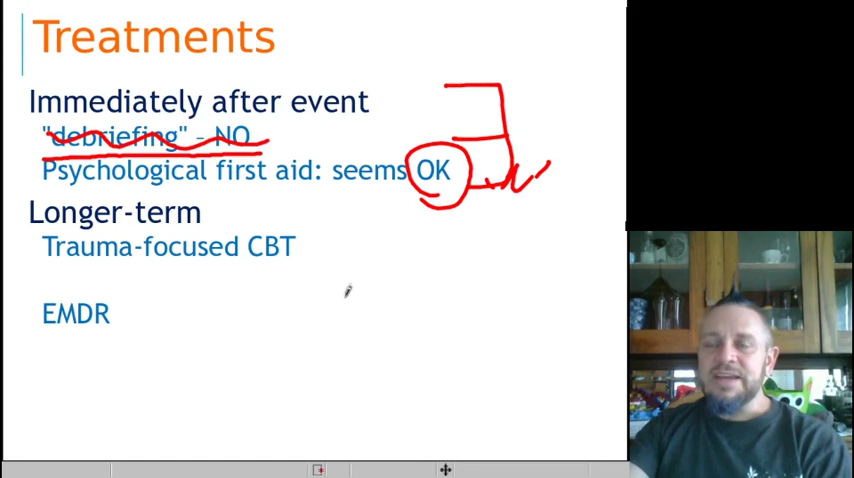 Treatments
Immediately after event
"debriefing" – NO
Psychological first aid: seems OK
Longer-term
Trauma-focused CBT
EMDR